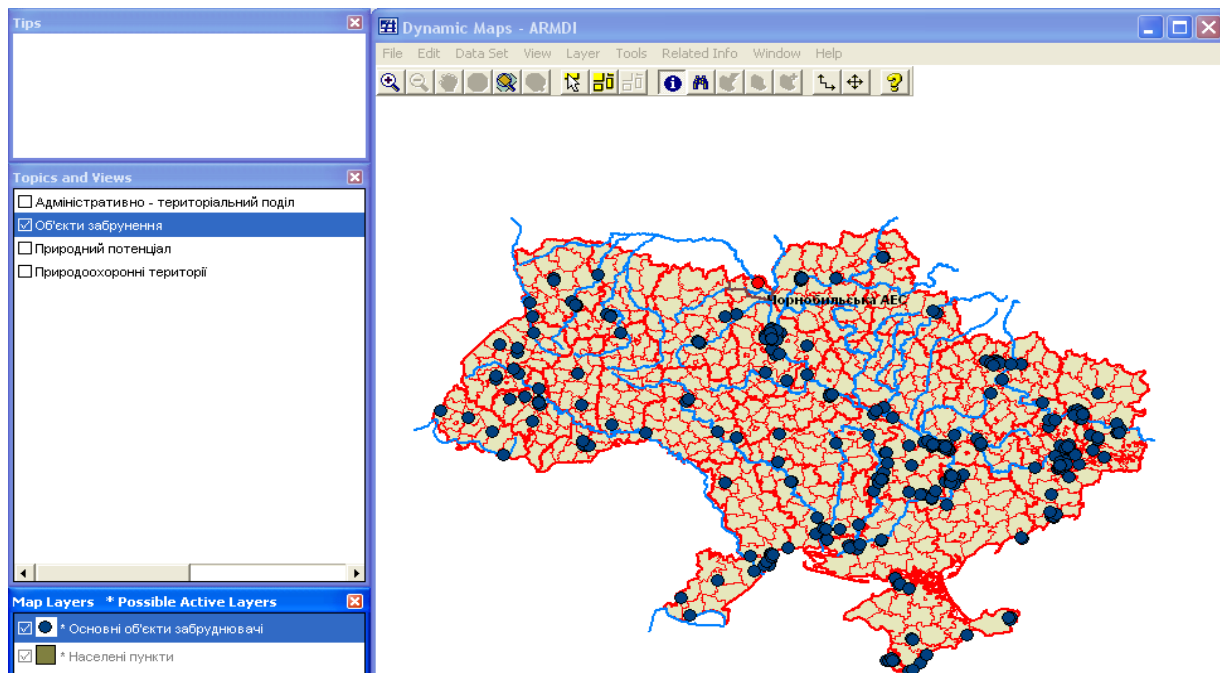 Tips
Topics and Views
Адміністративно - територіальний поділ
Об'єкти забрунення
Природний потенціал
Природоохоронні території
Map Layers * Possible Active Layers
* Основні об'єкти забруднювачі
* Населені пункти
Dynamic Maps - ARMDI
File Edit Data Set View Layer Tools Related Info Window Help
Чорнобильська АЕС